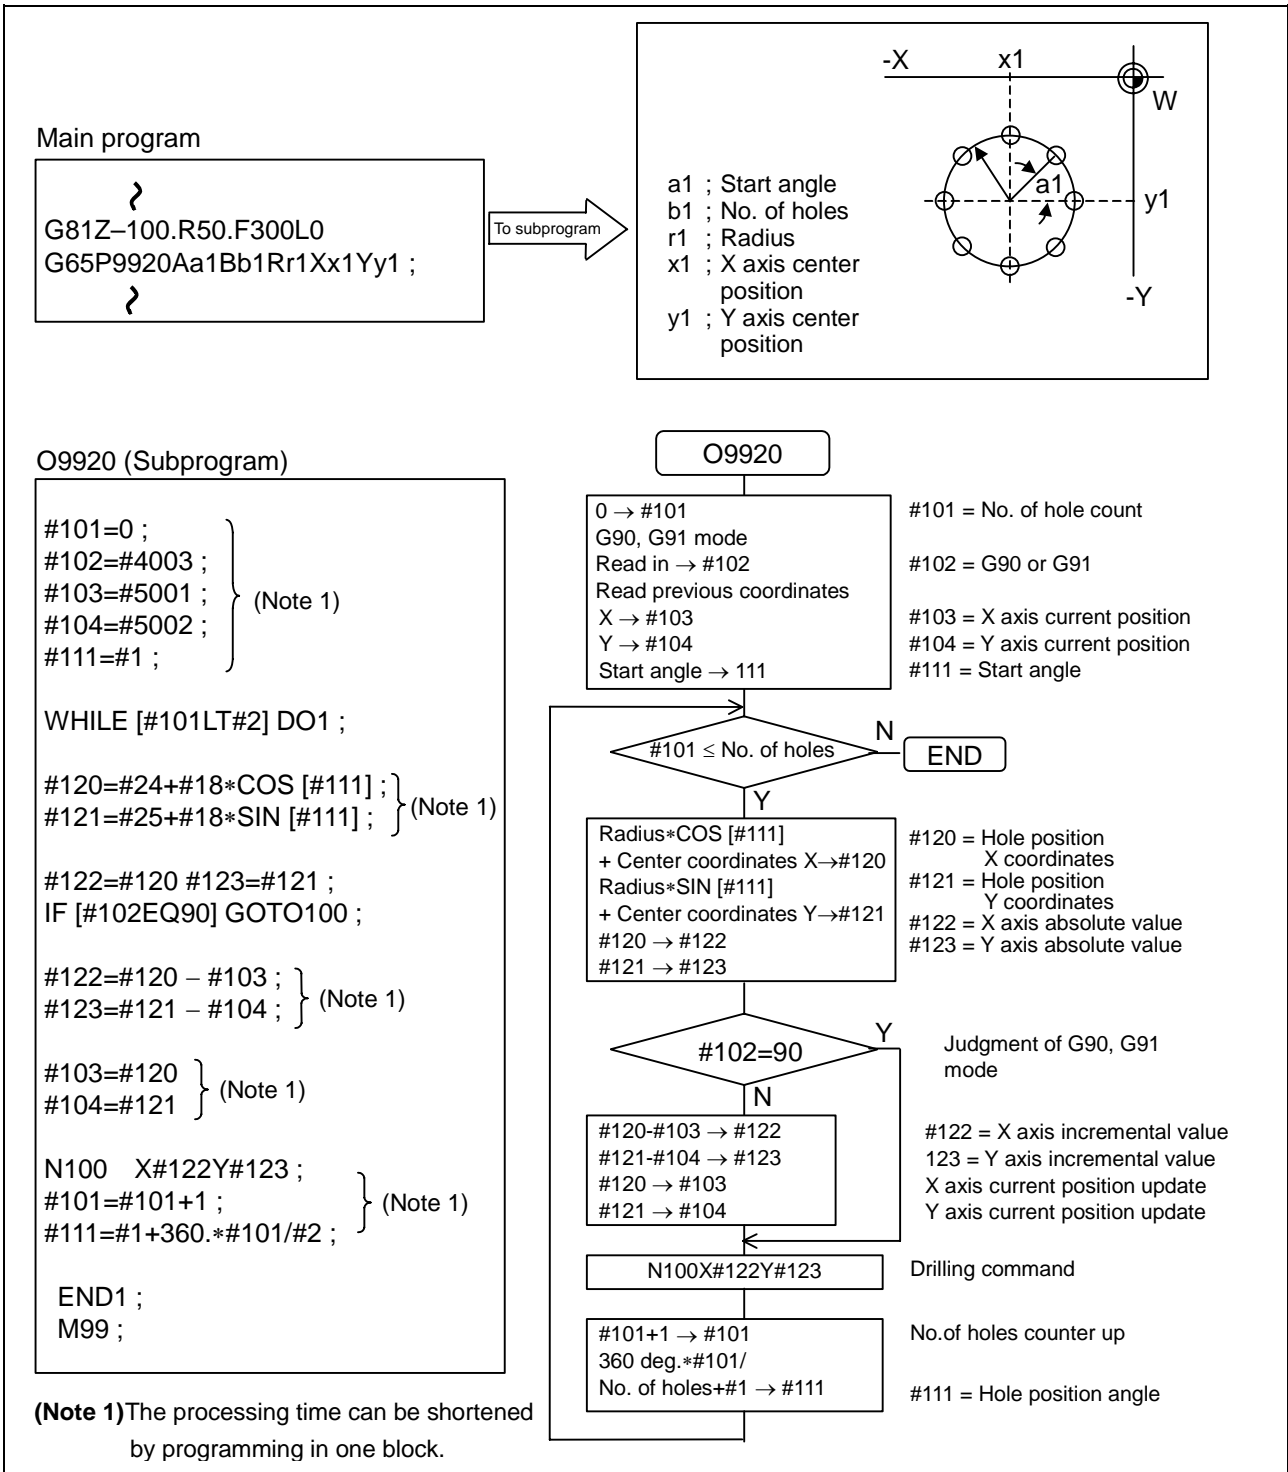 Main program
G81Z–100.R50.F300L0
G65P9920Aa1Bb1Rr1Xx1Yy1 ;
To subprogram
-X
x1
W
a1
y1
-Y
a1 ; Start angle
b1 ; No. of holes
r1 ; Radius
x1 ; X axis center
position
y1 ; Y axis center
position
O9920 (Subprogram)
#101=0 ;
#102=#4003 ;
#103=#5001 ;
#104=#5002 ;
#111=#1 ;
(Note 1)
WHILE [#101LT#2] DO1 ;
#120=#24+#18∗COS [#111] ;
#121=#25+#18∗SIN [#111] ;
(Note 1)
#122=#120 #123=#121 ;
IF [#102EQ90] GOTO100 ;
#122=#120 − #103 ;
#123=#121 − #104 ;
(Note 1)
#103=#120
#104=#121
(Note 1)
N100 X#122Y#123 ;
#101=#101+1 ;
#111=#1+360.∗#101/#2 ;
(Note 1)
END1 ;
M99 ;
(Note 1)The processing time can be shortened
by programming in one block.
O9920
0 → #101
G90, G91 mode
Read in → #102
Read previous coordinates
X → #103
Y → #104
Start angle → 111
#101 = No. of hole count
#102 = G90 or G91
#103 = X axis current position
#104 = Y axis current position
#111 = Start angle
#101 ≤ No. of holes
N
END
Y
Radius∗COS [#111]
+ Center coordinates X→#120
Radius∗SIN [#111]
+ Center coordinates Y→#121
#120 → #122
#121 → #123
#120 = Hole position
X coordinates
#121 = Hole position
Y coordinates
#122 = X axis absolute value
#123 = Y axis absolute value
#102=90
Y
N
Judgment of G90, G91
mode
#120-#103 → #122
#121-#104 → #123
#120 → #103
#121 → #104
#122 = X axis incremental value
123 = Y axis incremental value
X axis current position update
Y axis current position update
N100X#122Y#123
Drilling command
#101+1 → #101
360 deg.∗#101/
No. of holes+#1 → #111
No.of holes counter up
#111 = Hole position angle